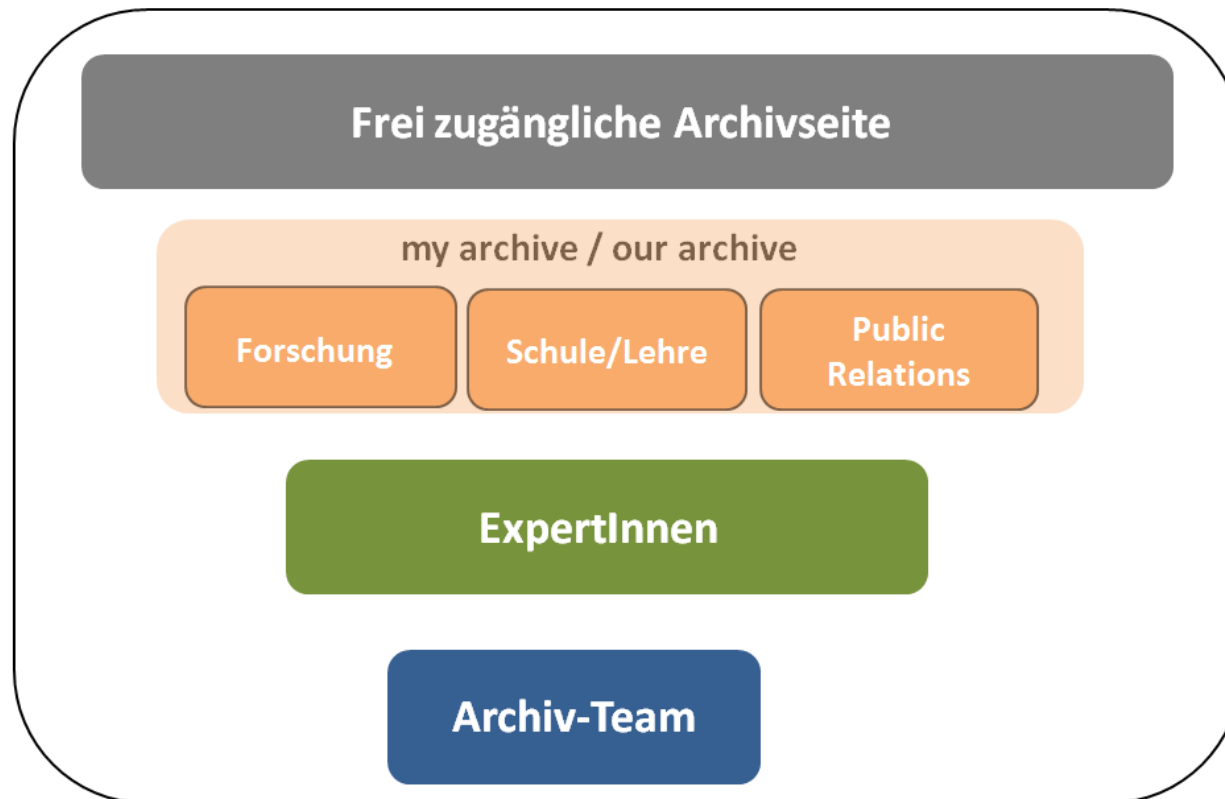 Frei zugängliche Archivseite
my archive / our archive
Forschung
Schule/Lehre
Public
Relations
ExpertInnen
Archiv-Team